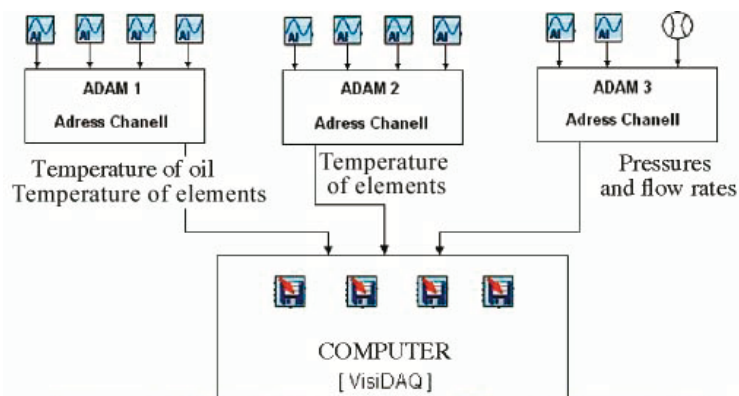 AI AI AI AI
AI AI AI AI
AI AI
ADAM 1
Adress Chanell
ADAM 2
Adress Chanell
ADAM 3
Adress Chanell
Temperature of oil
Temperature of elements
Temperature
of elements
Pressures
and flow rates
COMPUTER
[ VisiDAQ ]